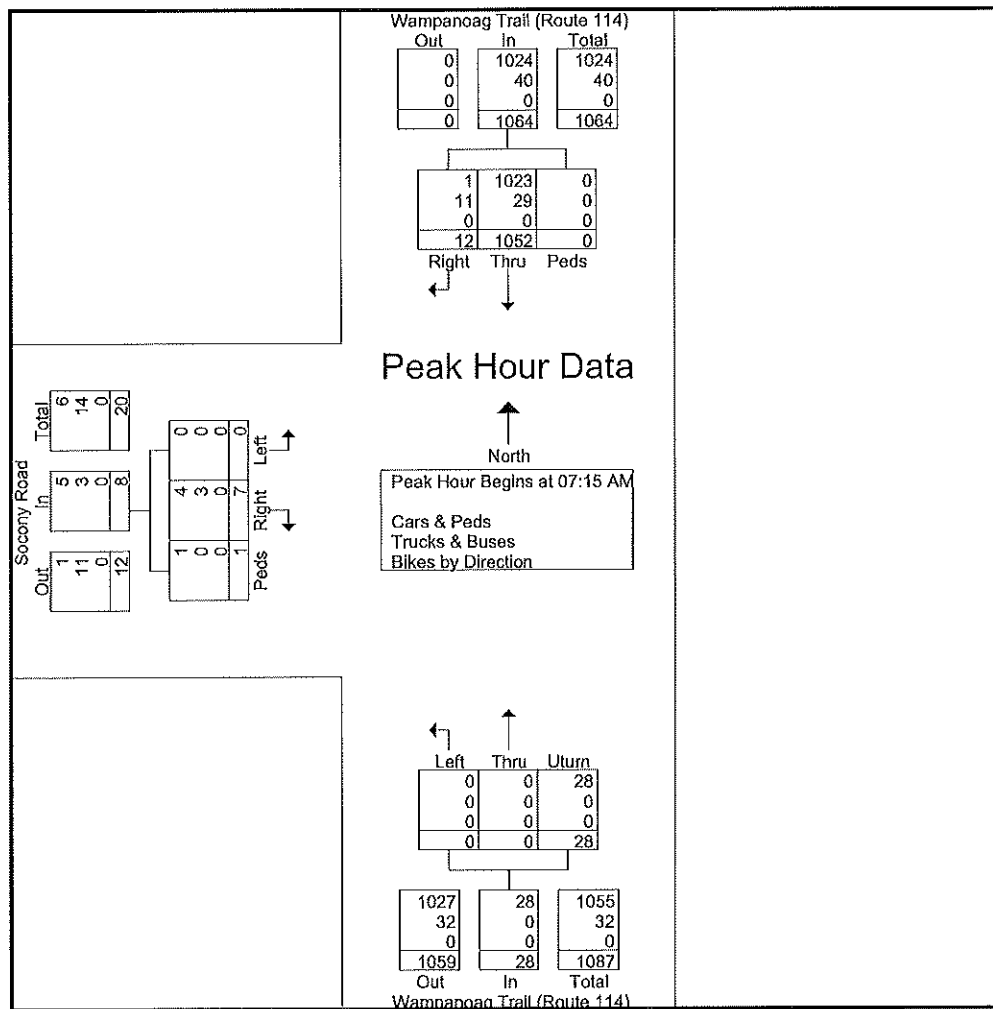 Wampanoag Trail (Route 114)
Out In Total
0 1024 1024
0 40 40
0 0 0
0 1064 1064
1 1023 0
11 29 0
0 0 0
12 1052 0
Right Thru Peds
Peak Hour Data
North
Peak Hour Begins at 07:15 AM
Cars & Peds
Trucks & Buses
Bikes by Direction
Socony Road
Out In Total
1 5 6
11 3 14
0 0 0
12 8 20
1 4 0
0 3 0
0 0 0
1 7 0
Peds Right Left
Left Thru Uturn
0 0 28
0 0 0
0 0 0
0 0 28
1027 28 1055
32 0 32
0 0 0
1059 28 1087
Out In Total
Wampanoag Trail (Route 114)